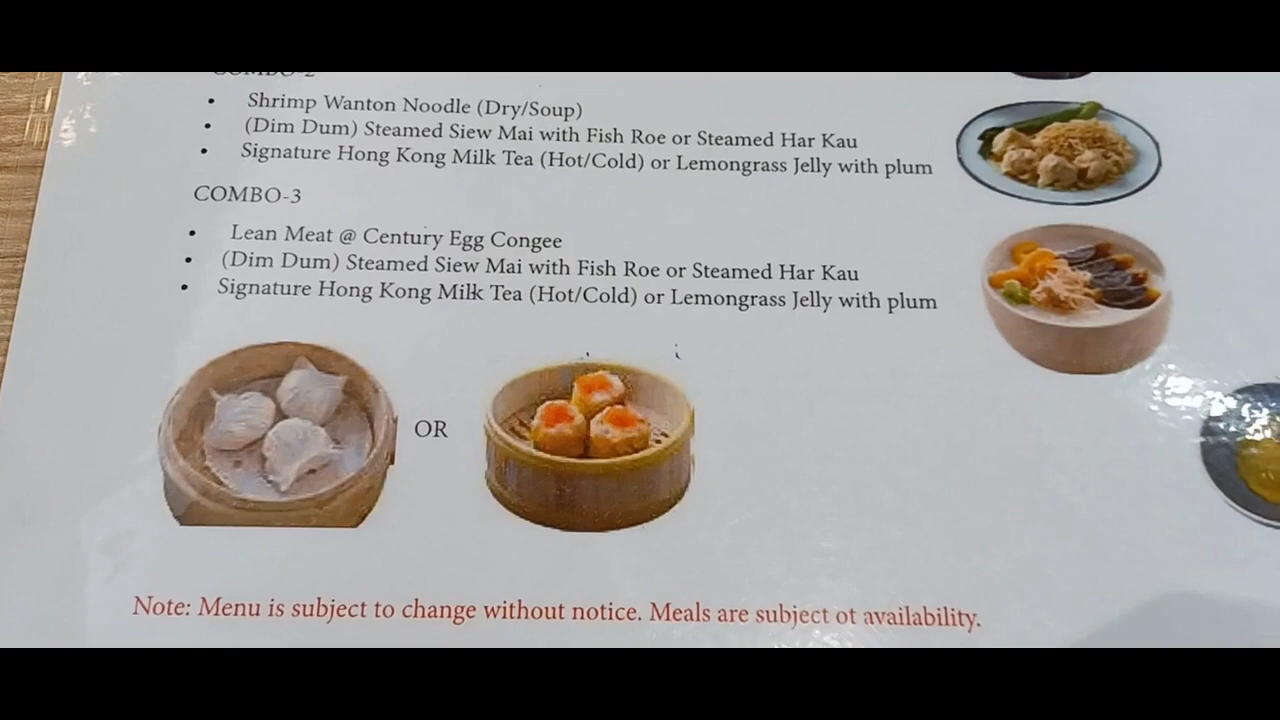 COMBO-2
• Shrimp Wanton Noodle (Dry/Soup)
• (Dim Dum) Steamed Siew Mai with Fish Roe or Steamed Har Kau
• Signature Hong Kong Milk Tea (Hot/Cold) or Lemongrass Jelly with plum
COMBO-3
• Lean Meat @ Century Egg Congee
• (Dim Dum) Steamed Siew Mai with Fish Roe or Steamed Har Kau
• Signature Hong Kong Milk Tea (Hot/Cold) or Lemongrass Jelly with plum
OR
Note: Menu is subject to change without notice. Meals are subject ot availability.